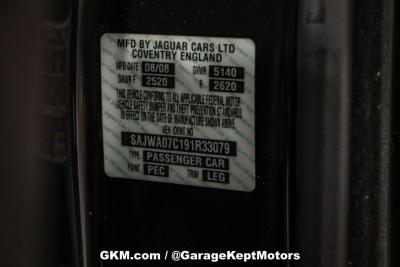 MFD BY JAGUAR CARS LTD
COVENTRY ENGLAND
MFD DATE 08/08 GVWR 5140
GAWR F 2520 R 2620
THIS VEHICLE CONFORMS TO ALL APPLICABLE FEDERAL MOTOR
VEHICLE SAFETY BUMPER AND THEFT PREVENTION STANDARDS
IN EFFECT ON THE DATE OF MANUFACTURE SHOWN ABOVE
VEH IDENT. NO
SAJWA07C191R33079
TYPE PASSENGER CAR
PAINT PEC TRIM LEG
GKM.com / @GarageKeptMotors